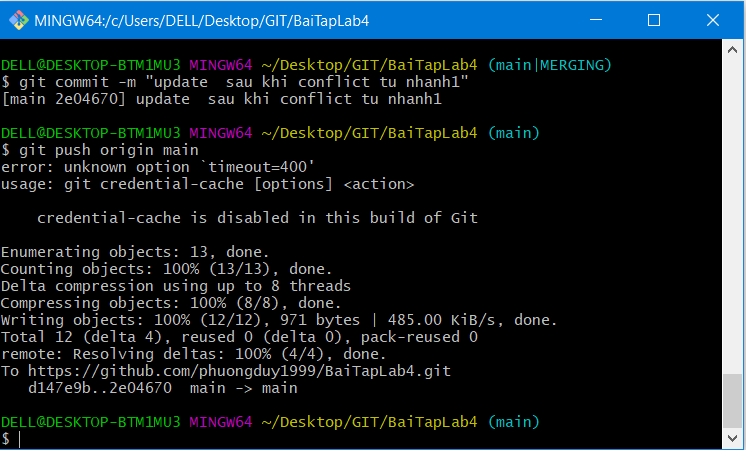 MINGW64:/c/Users/DELL/Desktop/GIT/BaiTapLab4
DELL@DESKTOP-BTM1MU3 MINGW64 ~/Desktop/GIT/BaiTapLab4 (main|MERGING)
$ git commit -m "update  sau khi conflict tu nhanh1"
[main 2e04670] update  sau khi conflict tu nhanh1
DELL@DESKTOP-BTM1MU3 MINGW64 ~/Desktop/GIT/BaiTapLab4 (main)
$ git push origin main
error: unknown option `timeout=400'
usage: git credential-cache [options] <action>
credential-cache is disabled in this build of Git
Enumerating objects: 13, done.
Counting objects: 100% (13/13), done.
Delta compression using up to 8 threads
Compressing objects: 100% (8/8), done.
Writing objects: 100% (12/12), 971 bytes | 485.00 KiB/s, done.
Total 12 (delta 4), reused 0 (delta 0), pack-reused 0
remote: Resolving deltas: 100% (4/4), done.
To https://github.com/phuongduy1999/BaiTapLab4.git
d147e9b..2e04670  main -> main
DELL@DESKTOP-BTM1MU3 MINGW64 ~/Desktop/GIT/BaiTapLab4 (main)
$